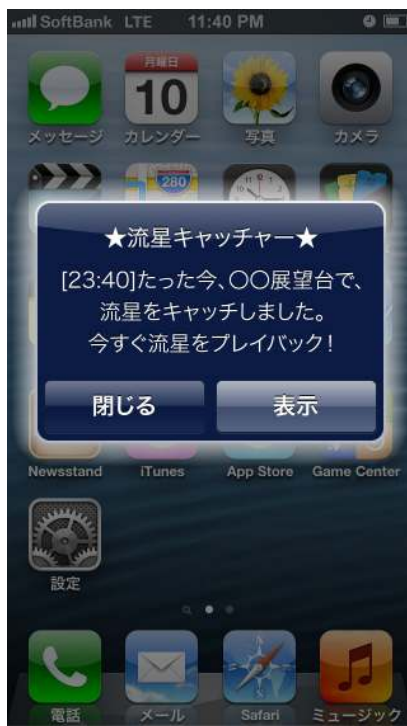 SoftBank LTE 11:40 PM
月曜日
10
280
メッセージ カレンダー 写真 カメラ
★流星キャッチャー★
[23:40]たった今、〇〇展望台で、
流星をキャッチしました。
今すぐ流星をプレイバック!
閉じる 表示
Newsstand iTunes App Store Game Center
設定
電話 メール Safari ミュージック